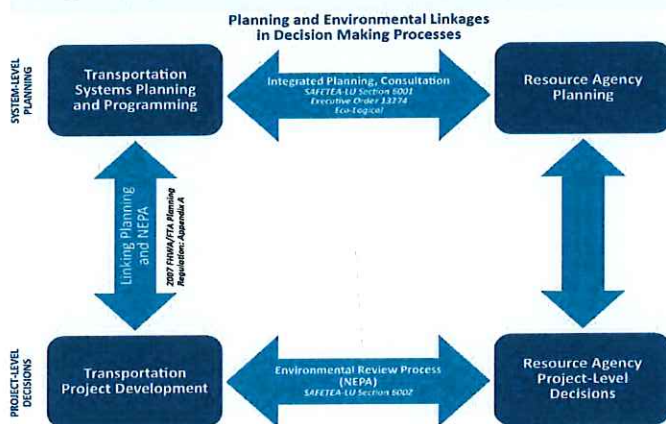 Planning and Environmental Linkages
in Decision Making Processes
SYSTEM-LEVEL
PLANNING
Transportation
Systems Planning
and Programming
Integrated Planning, Consultation
SAFETEA-LU Section 6001
Executive Order 13274
Eco-Logical
Resource Agency
Planning
Linking Planning
and NEPA
2007 FHWA/FTA Planning
Regulation: Appendix A
PROJECT-LEVEL
DECISIONS
Transportation
Project Development
Environmental Review Process
(NEPA)
SAFETEA-LU Section 6002
Resource Agency
Project-Level
Decisions